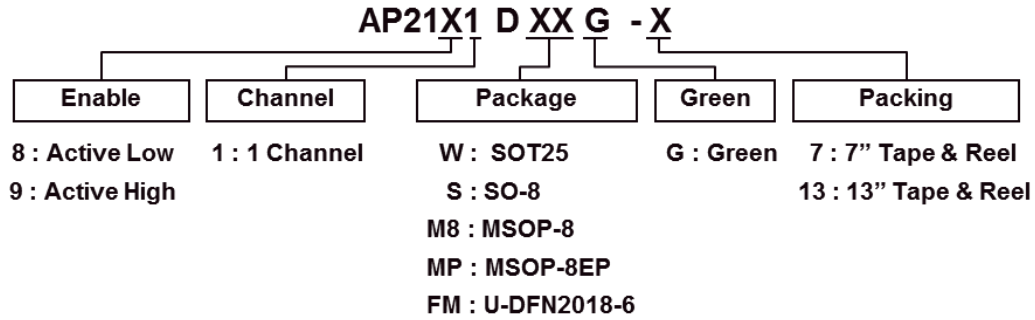 AP21X1 D XX G - X
Enable Channel Package Green Packing
8 : Active Low 1 : 1 Channel W : SOT25 G : Green 7 : 7” Tape & Reel
9 : Active High S : SO-8 13 : 13” Tape & Reel
M8 : MSOP-8
MP : MSOP-8EP
FM : U-DFN2018-6